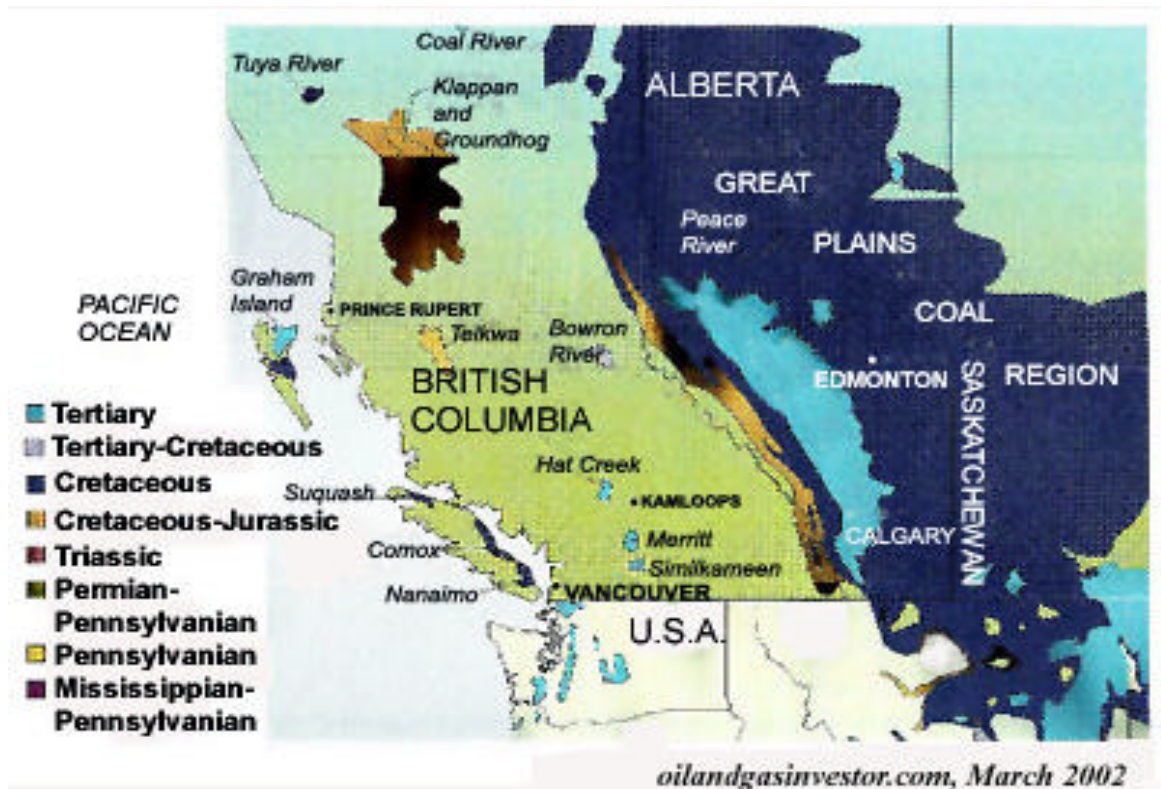 Coal River
Tuya River
ALBERTA
Klappan
and
Groundhog
GREAT
Peace
River
PLAINS
Graham
Island
PACIFIC
OCEAN
PRINCE RUPERT
COAL
Telkwa
Bowron
River
EDMONTON
SASKATCHEWAN
REGION
BRITISH
COLUMBIA
Tertiary
Tertiary-Cretaceous
Cretaceous
Cretaceous-Jurassic
Triassic
Permian-
Pennsylvanian
Pennsylvanian
Mississippian-
Pennsylvanian
Hat Creek
Suquash
KAMLOOPS
Comox
Merritt
CALGARY
Similkameen
Nanaimo
VANCOUVER
U.S.A.
oilandgasinvestor.com, March 2002